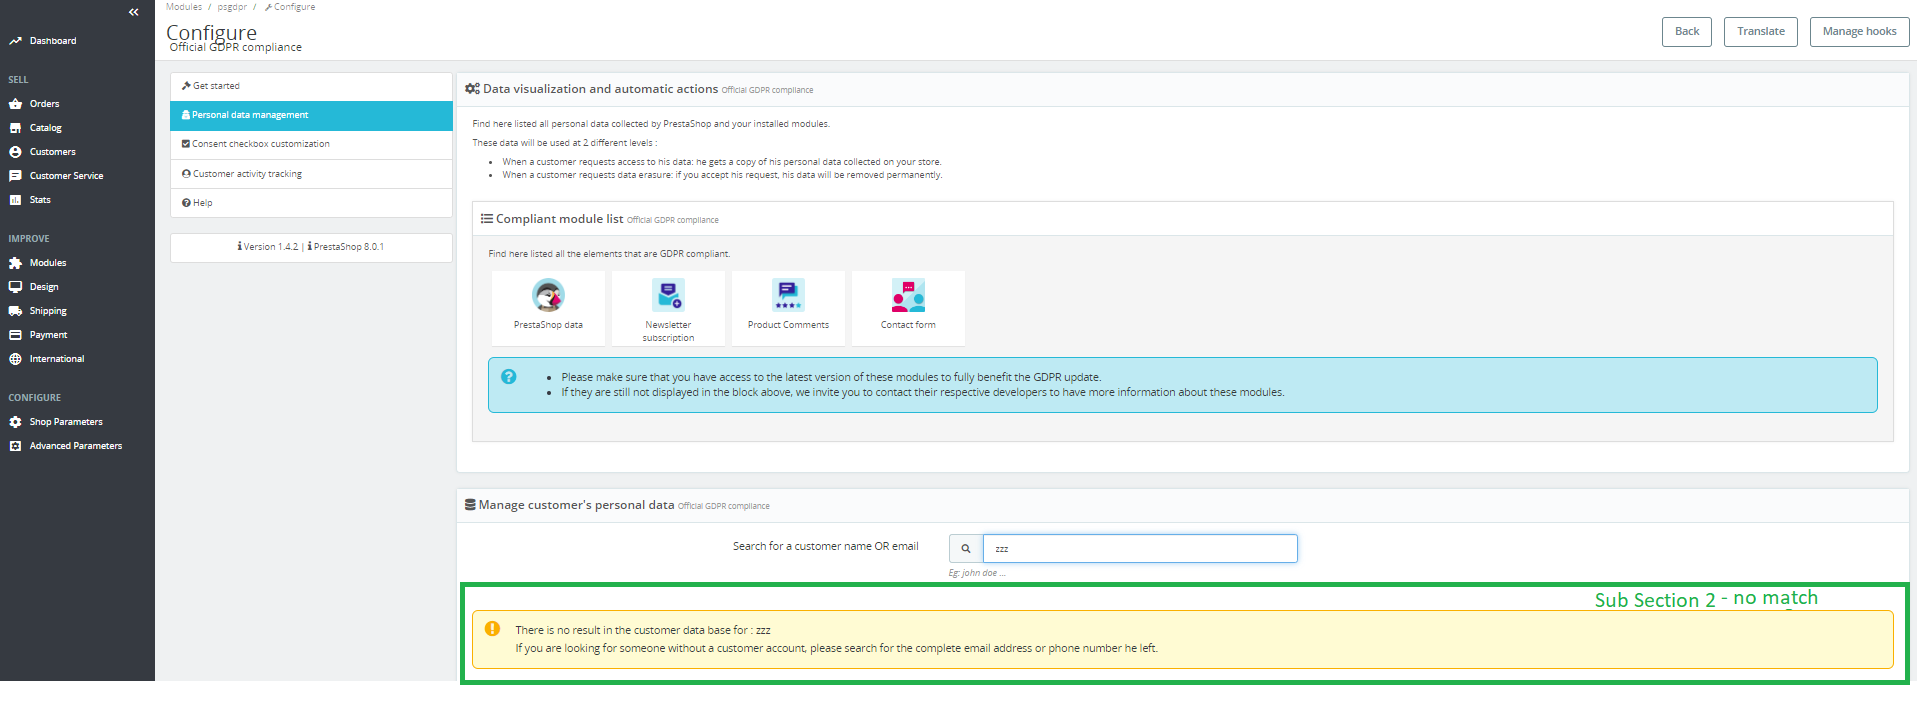 Modules / psgdpr / Configure
Configure
Official GDPR compliance
Back
Translate
Manage hooks
Dashboard
SELL
Orders
Catalog
Customers
Customer Service
Stats
IMPROVE
Modules
Design
Shipping
Payment
International
CONFIGURE
Shop Parameters
Advanced Parameters
Get started
Personal data management
Consent checkbox customization
Customer activity tracking
Help
Version 1.4.2 | PrestaShop 8.0.1
Data visualization and automatic actions Official GDPR compliance
Find here listed all personal data collected by PrestaShop and your installed modules.
These data will be used at 2 different levels :
When a customer requests access to his data: he gets a copy of his personal data collected on your store.
When a customer requests data erasure: if you accept his request, his data will be removed permanently.
Compliant module list Official GDPR compliance
Find here listed all the elements that are GDPR compliant.
PrestaShop data
Newsletter
subscription
Product Comments
Contact form
Please make sure that you have access to the latest version of these modules to fully benefit the GDPR update.
If they are still not displayed in the block above, we invite you to contact their respective developers to have more information about these modules.
Manage customer's personal data Official GDPR compliance
Search for a customer name OR email
zzz
Eg: john doe ...
Sub Section 2 - no match
There is no result in the customer data base for : zzz
If you are looking for someone without a customer account, please search for the complete email address or phone number he left.